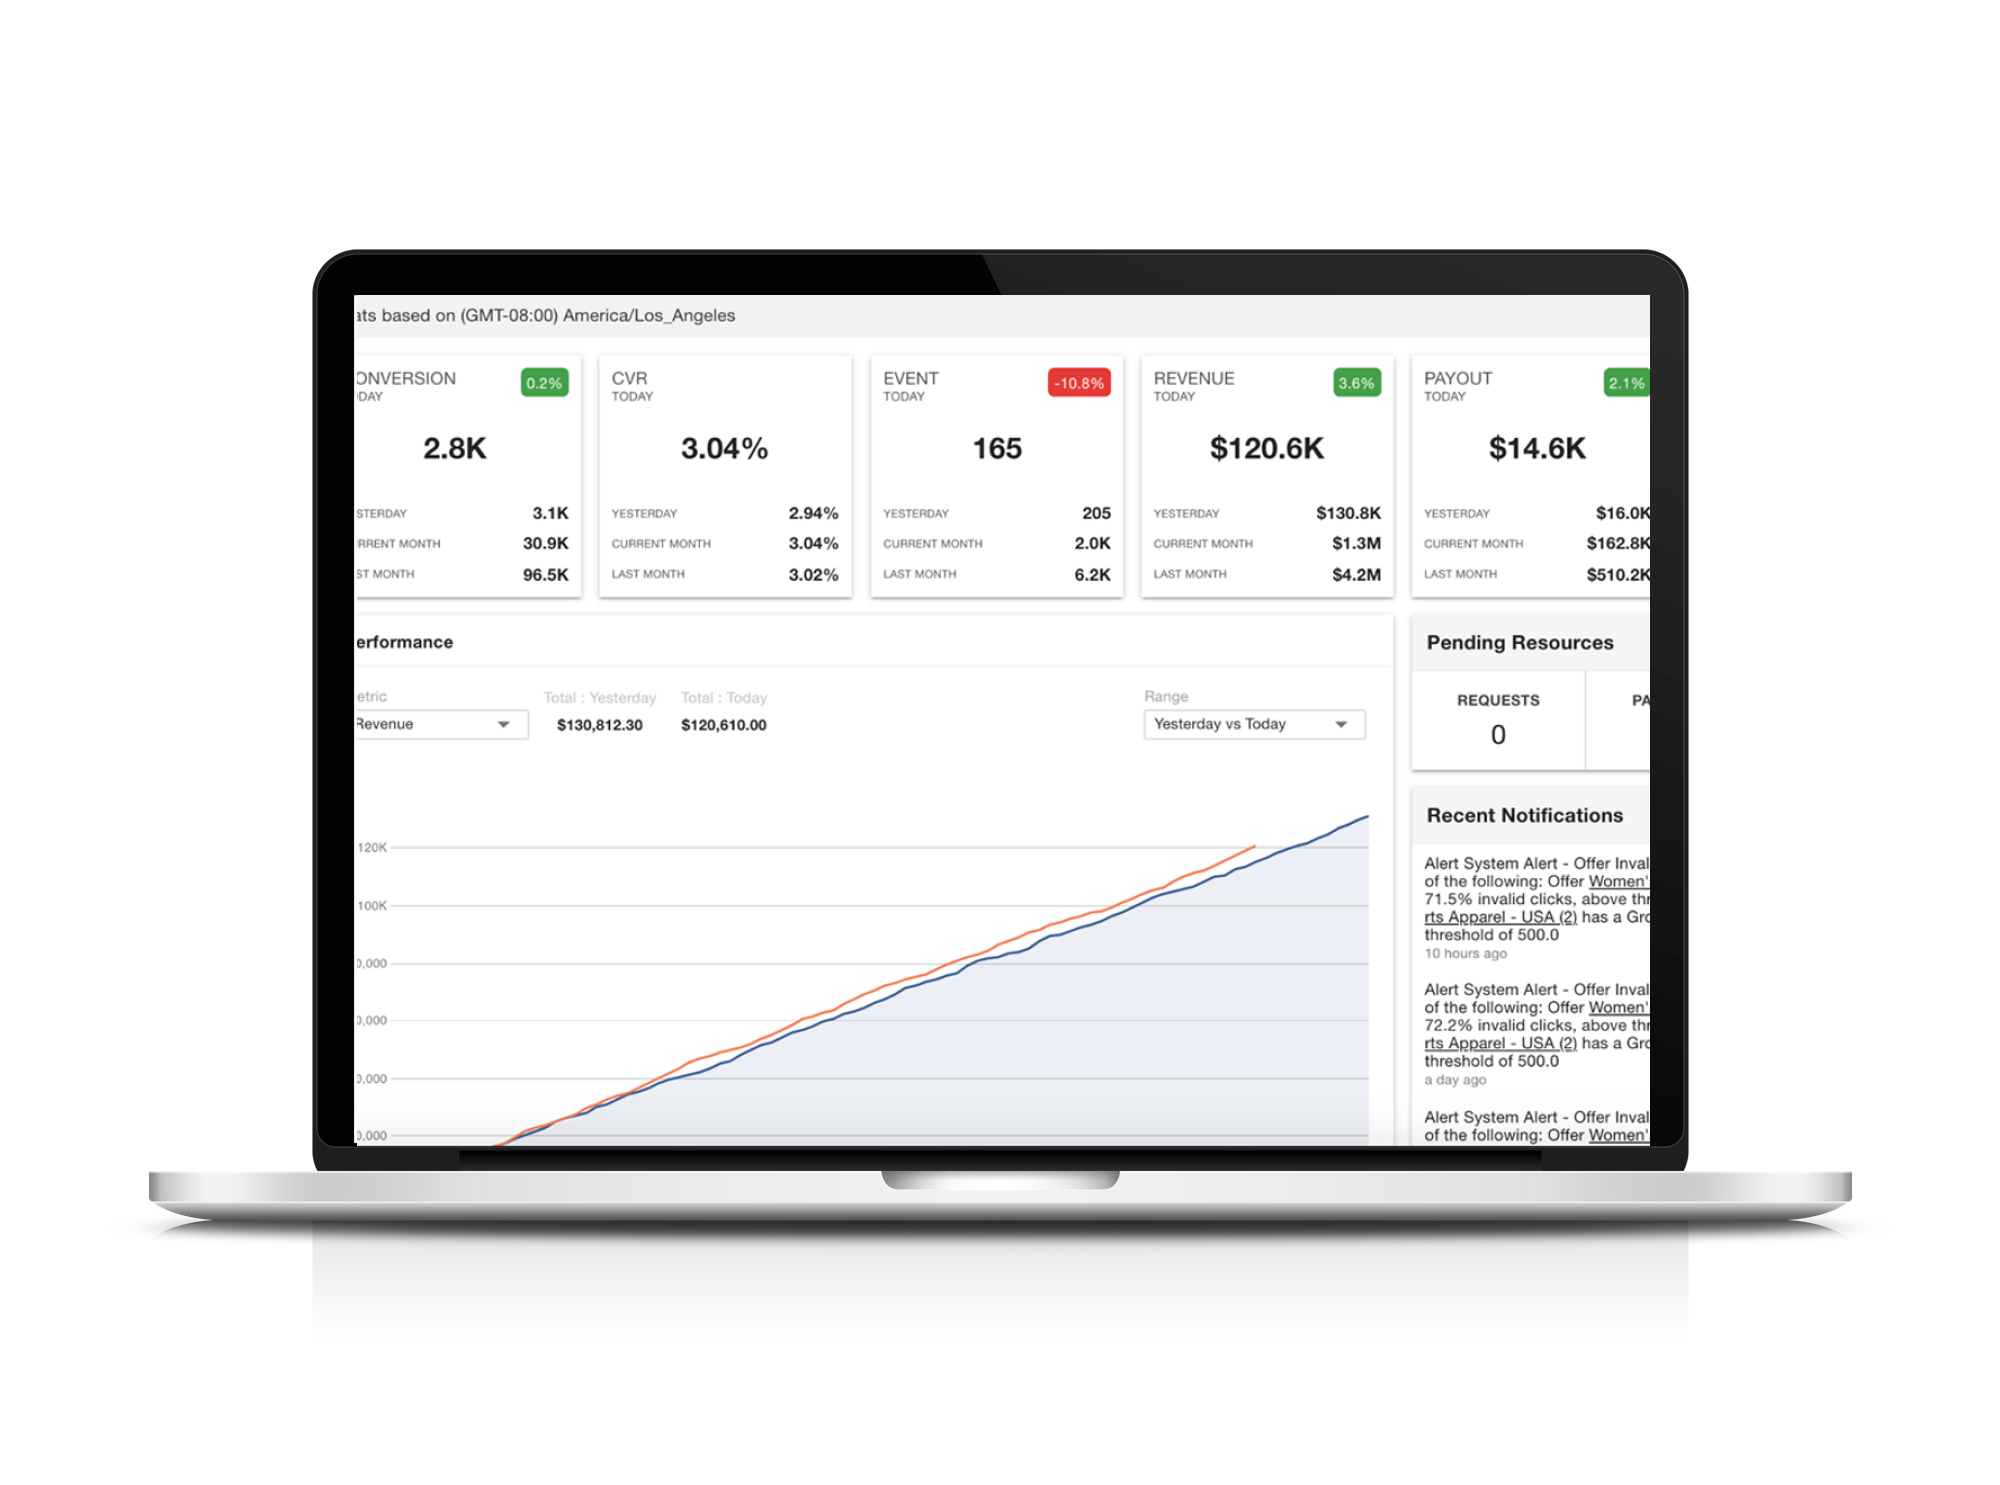 ats based on (GMT-08:00) America/Los_Angeles
ONVERSION 0.2%
DAY
2.8K
STERDAY 3.1K
RRENT MONTH 30.9K
ST MONTH 96.5K
CVR
TODAY
3.04%
YESTERDAY 2.94%
CURRENT MONTH 3.04%
LAST MONTH 3.02%
EVENT -10.8%
TODAY
165
YESTERDAY 205
CURRENT MONTH 2.0K
LAST MONTH 6.2K
REVENUE 3.6%
TODAY
$120.6K
YESTERDAY $130.8K
CURRENT MONTH $1.3M
LAST MONTH $4.2M
PAYOUT 2.1%
TODAY
$14.6K
YESTERDAY $16.0K
CURRENT MONTH $162.8K
LAST MONTH $510.2K
erformance
etric Total : Yesterday Total : Today Range
Revenue $130,812.30 $120,610.00 Yesterday vs Today
120K
100K
0,000
0,000
0,000
0,000
Pending Resources
REQUESTS PA
0
Recent Notifications
Alert System Alert - Offer Inval
of the following: Offer Women'
71.5% invalid clicks, above thr
rts Apparel - USA (2) has a Gro
threshold of 500.0
10 hours ago
Alert System Alert - Offer Inval
of the following: Offer Women'
72.2% invalid clicks, above thr
rts Apparel - USA (2) has a Gro
threshold of 500.0
a day ago
Alert System Alert - Offer Inval
of the following: Offer Women'